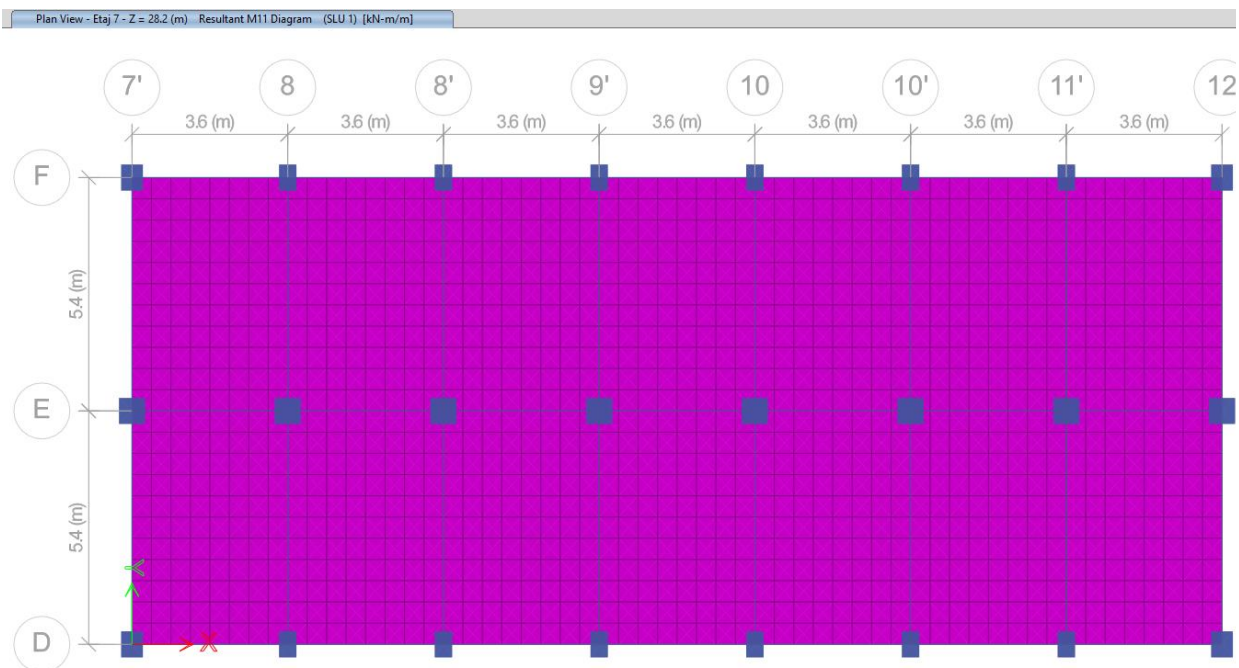 Plan View - Etaj 7 - Z = 28.2 (m) Resultant M11 Diagram (SLU 1) [kN-m/m]
7' 8 8' 9' 10 10' 11' 12
3.6 (m) 3.6 (m) 3.6 (m) 3.6 (m) 3.6 (m) 3.6 (m) 3.6 (m)
F
5.4 (m)
E
5.4 (m)
Y
D
X